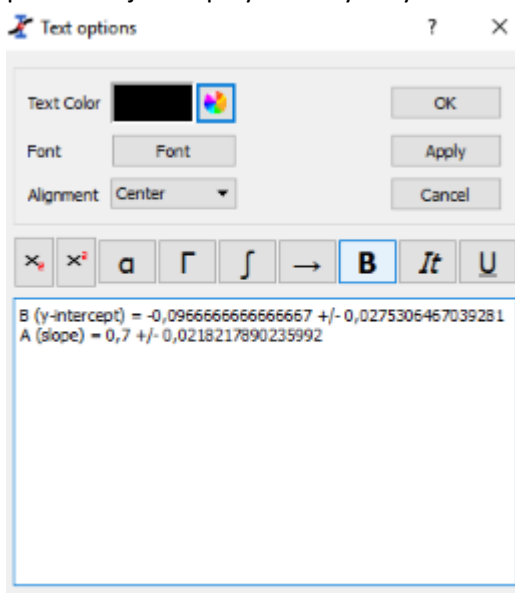 Text options
?
×
Text Color
OK
Font
Font
Apply
Alignment
Center
Cancel
α
Γ
∫
→
B
It
U
B (y-intercept) = -0,0966666666666667 +/- 0,0275306467039281
A (slope) = 0,7 +/- 0,0218217890235992